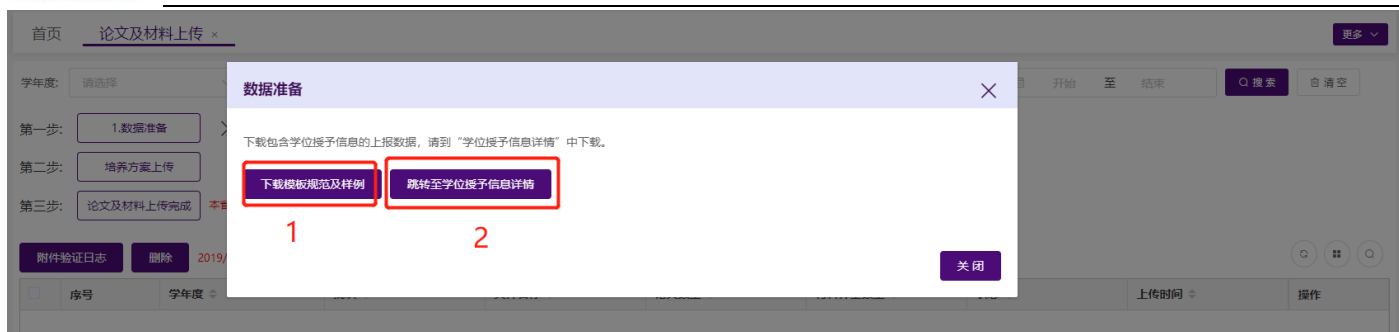 首页 论文及材料上传 × 更多
学年度: 请选择 开始 至 结束 搜索 清空
数据准备
第一步: 1.数据准备
下载包含学位授予信息的上报数据，请到“学位授予信息详情”中下载。
第二步: 培养方案上传
下载模板规范及样例 跳转至学位授予信息详情
第三步: 论文及材料上传完成
1 2
附件验证日志 删除 2019/
关闭
序号 学年度 上传时间 操作